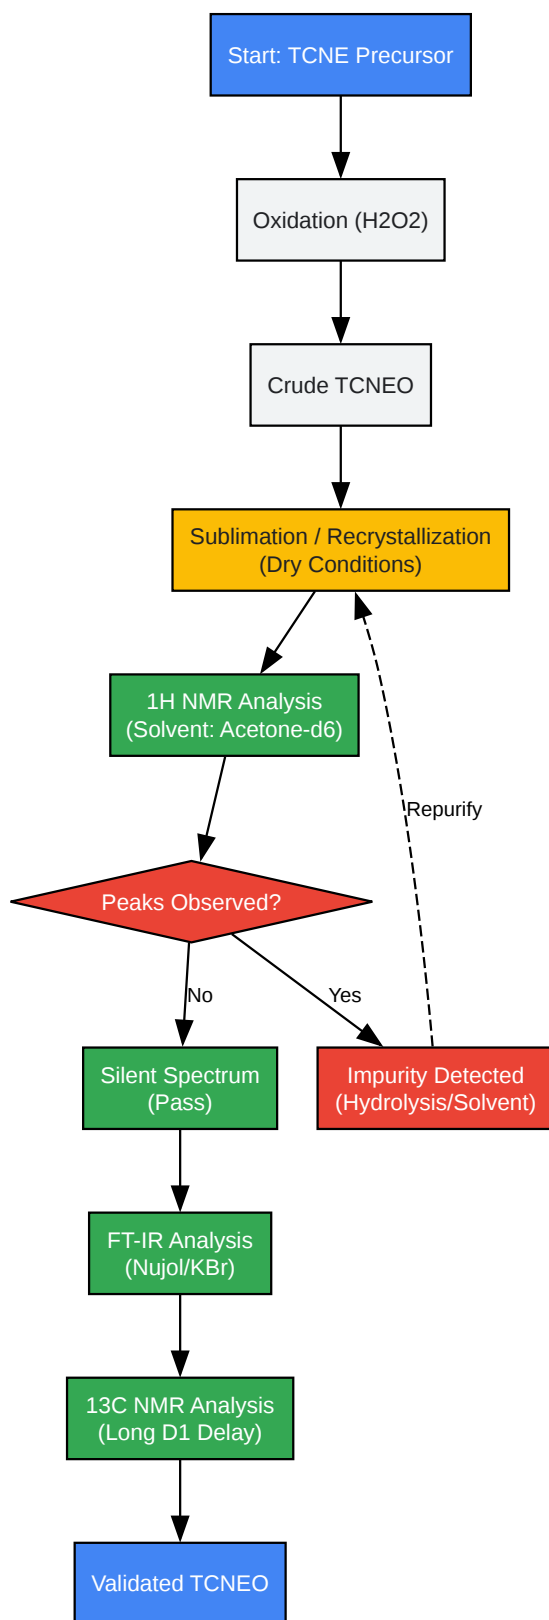 Start: TCNE Precursor
Oxidation (H2O2)
Crude TCNEO
Sublimation / Recrystallization
(Dry Conditions)
1H NMR Analysis
(Solvent: Acetone-d6)
Repurify
Peaks Observed?
No
Yes
Silent Spectrum
(Pass)
Impurity Detected
(Hydrolysis/Solvent)
FT-IR Analysis
(Nujol/KBr)
13C NMR Analysis
(Long D1 Delay)
Validated TCNEO